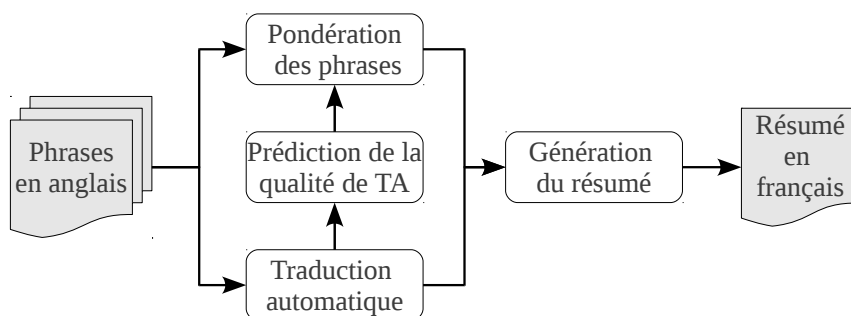 Phrases
en anglais
Pondération
des phrases
Prédiction de la
qualité de TA
Traduction
automatique
Génération
du résumé
Résumé
en
français